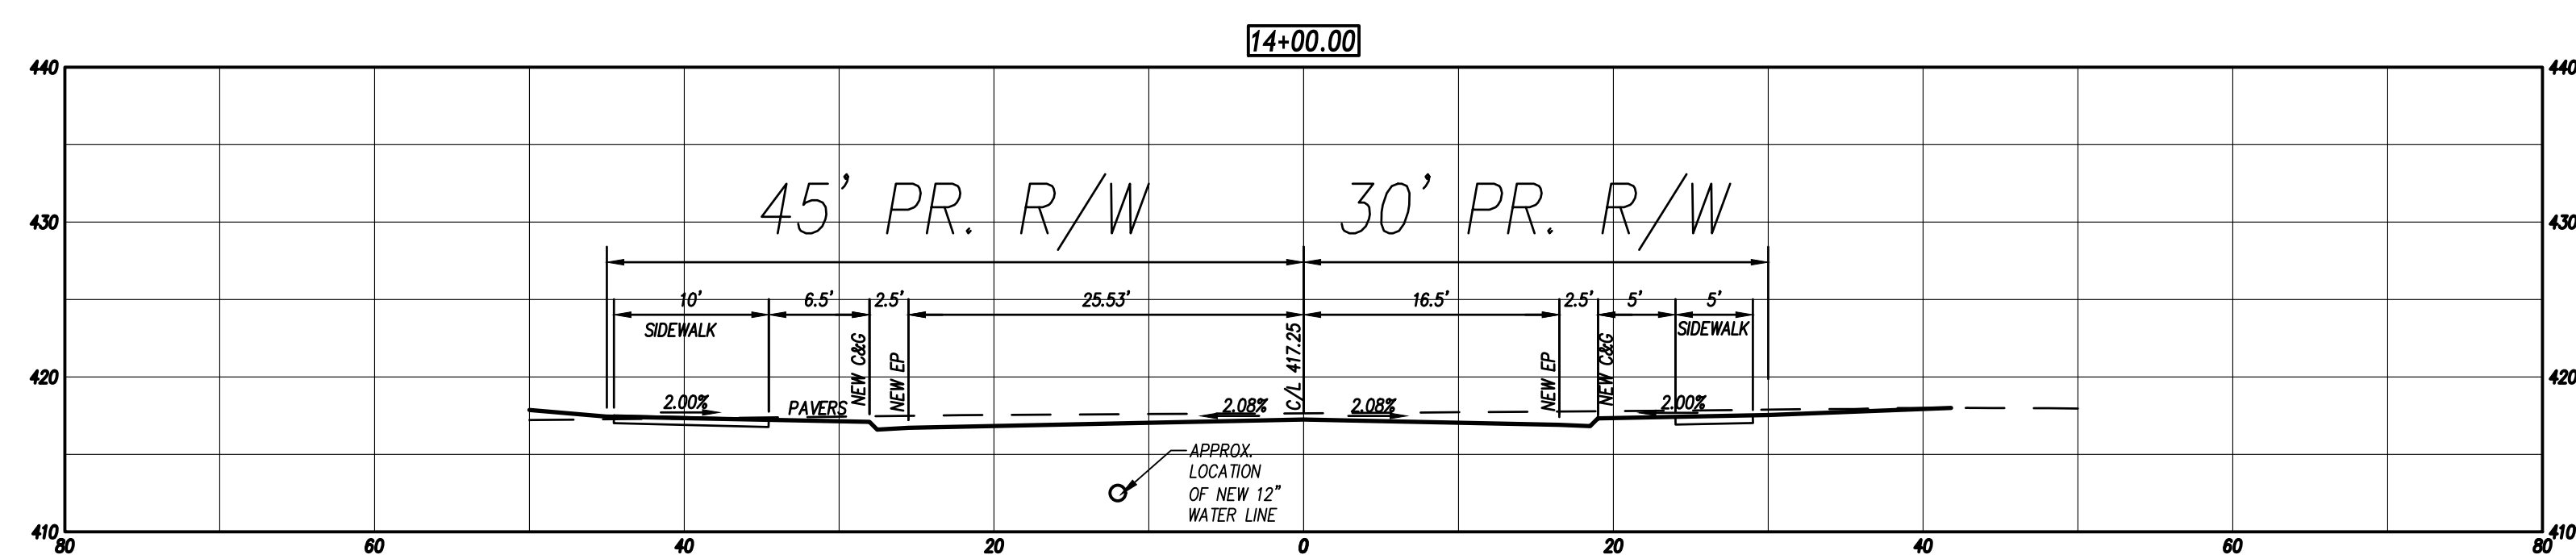 14+00.00
440 440
45' PR. R/W 30' PR. R/W
430 430
10' 6.5' 2.5' 25.53' 16.5' 2.5' 5' 5'
SIDEWALK NEW C&G NEW EP C/L 417.25 NEW EP NEW C&G SIDEWALK
420 420
2.00% PAVERS 2.08% 2.08% 2.00%
APPROX.
LOCATION
OF NEW 12"
WATER LINE
410 410
80 60 40 20 0 20 40 60 80